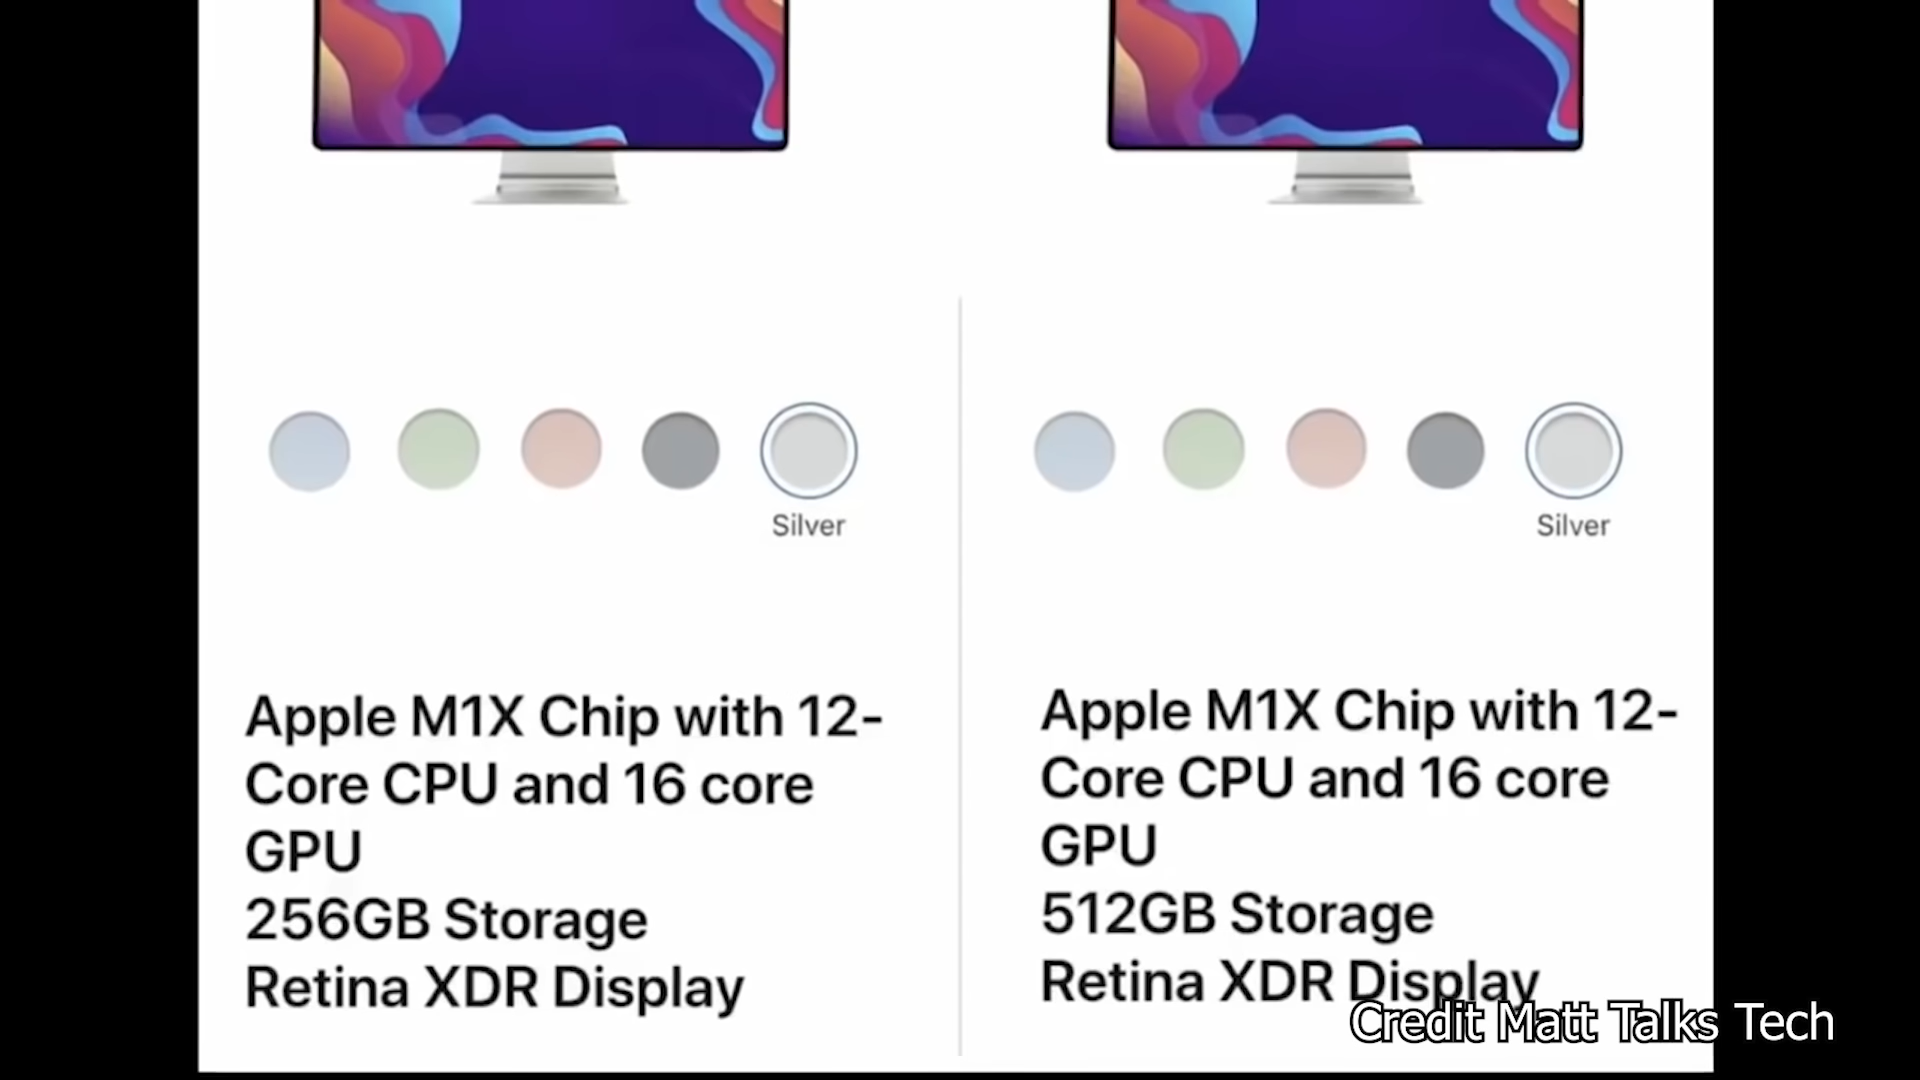 Silver
Apple M1X Chip with 12-
Core CPU and 16 core
GPU
256GB Storage
Retina XDR Display
Silver
Apple M1X Chip with 12-
Core CPU and 16 core
GPU
512GB Storage
Retina XDR Display
Credit Matt Talks Tech